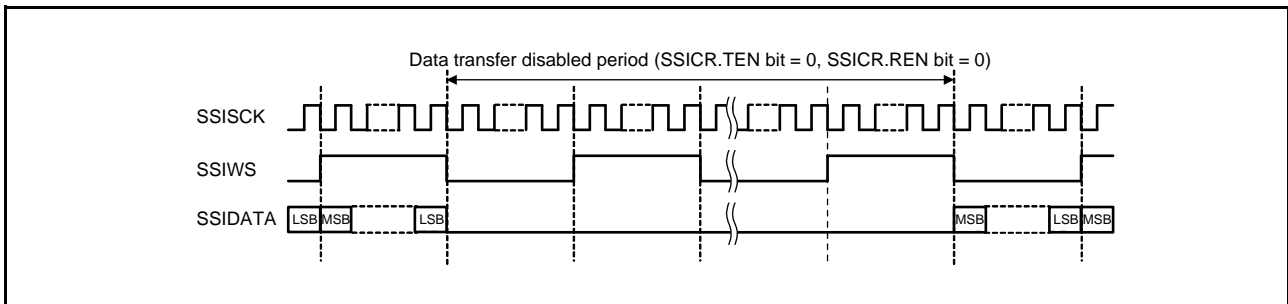 Data transfer disabled period (SSICR.TEN bit = 0, SSICR.REN bit = 0)
SSISCK
SSIWS
SSIDATA LSB MSB LSB MSB LSB MSB